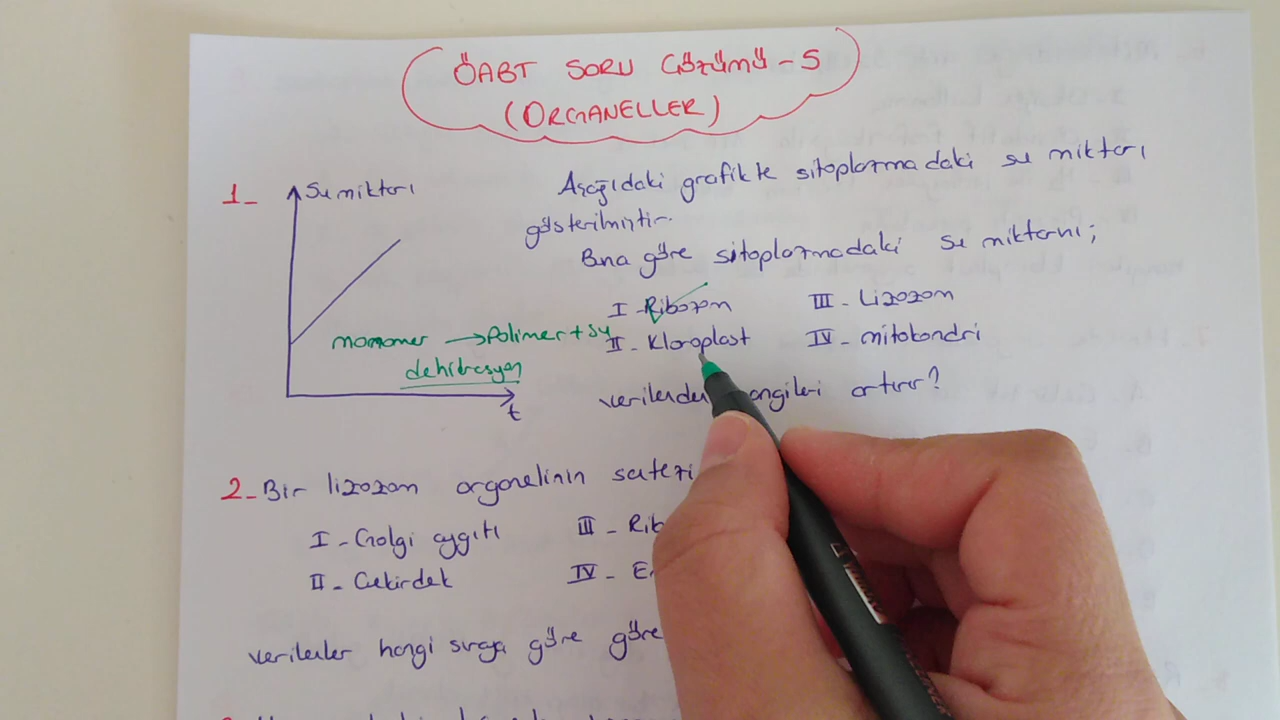 ÖABT SORU ÇÖZÜMÜ - 5
(ORGANELLER)
1- Su miktarı
t
monomer → Polimer + Su
dehidrasyon
Aşağıdaki grafikte sitoplazmadaki su miktarı
gösterilmiştir.
Buna göre sitoplazmadaki su miktarını;
I - Ribozom III - Lizozom
II - Kloroplast IV - mitokondri
verilerden hangileri artırır?
2- Bir lizozom organelinin sentezi
I - Golgi aygıtı III - Rib
II - Çekirdek IV - E
verilenler hangi sıraya göre göre